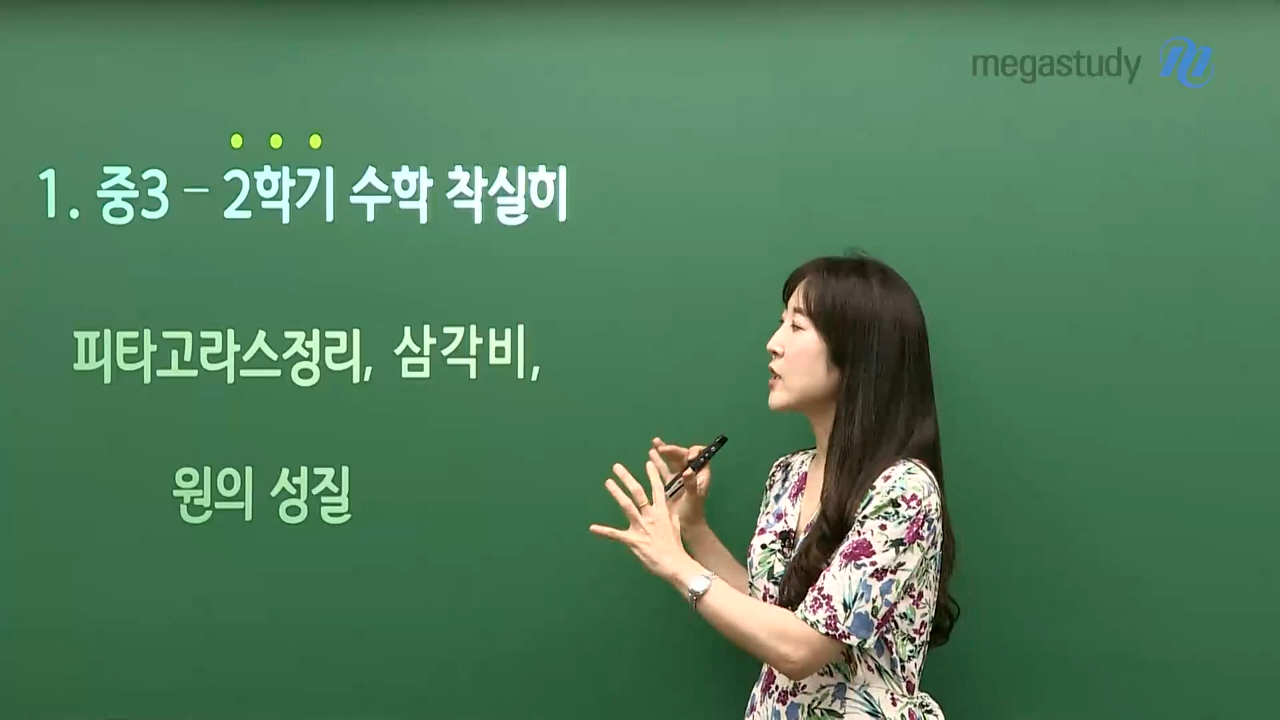 megastudy
1. 중3 – 2학기 수학 착실히
피타고라스정리, 삼각비,
원의 성질